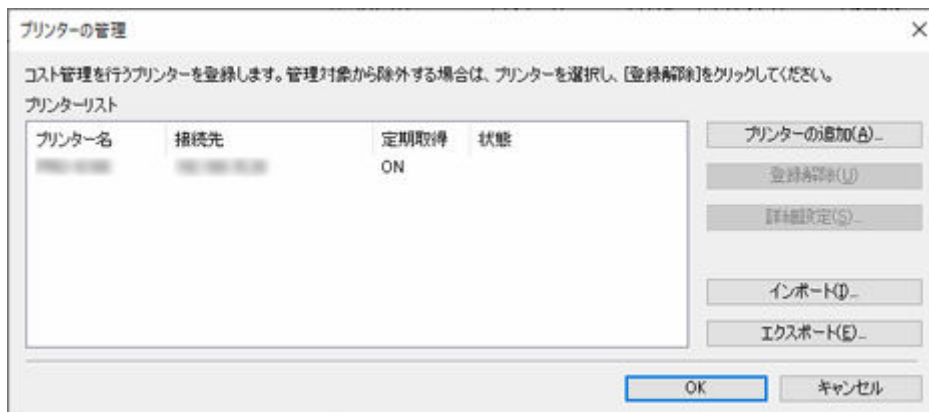 プリンターの管理
コスト管理を行うプリンターを登録します。管理対象から除外する場合は、プリンターを選択し、[登録解除]をクリックしてください。
プリンターリスト
プリンター名 接続先 定期取得 状態
ON
プリンターの追加(A)...
登録解除(U)
詳細設定(S)...
インポート(I)...
エクスポート(E)...
OK キャンセル